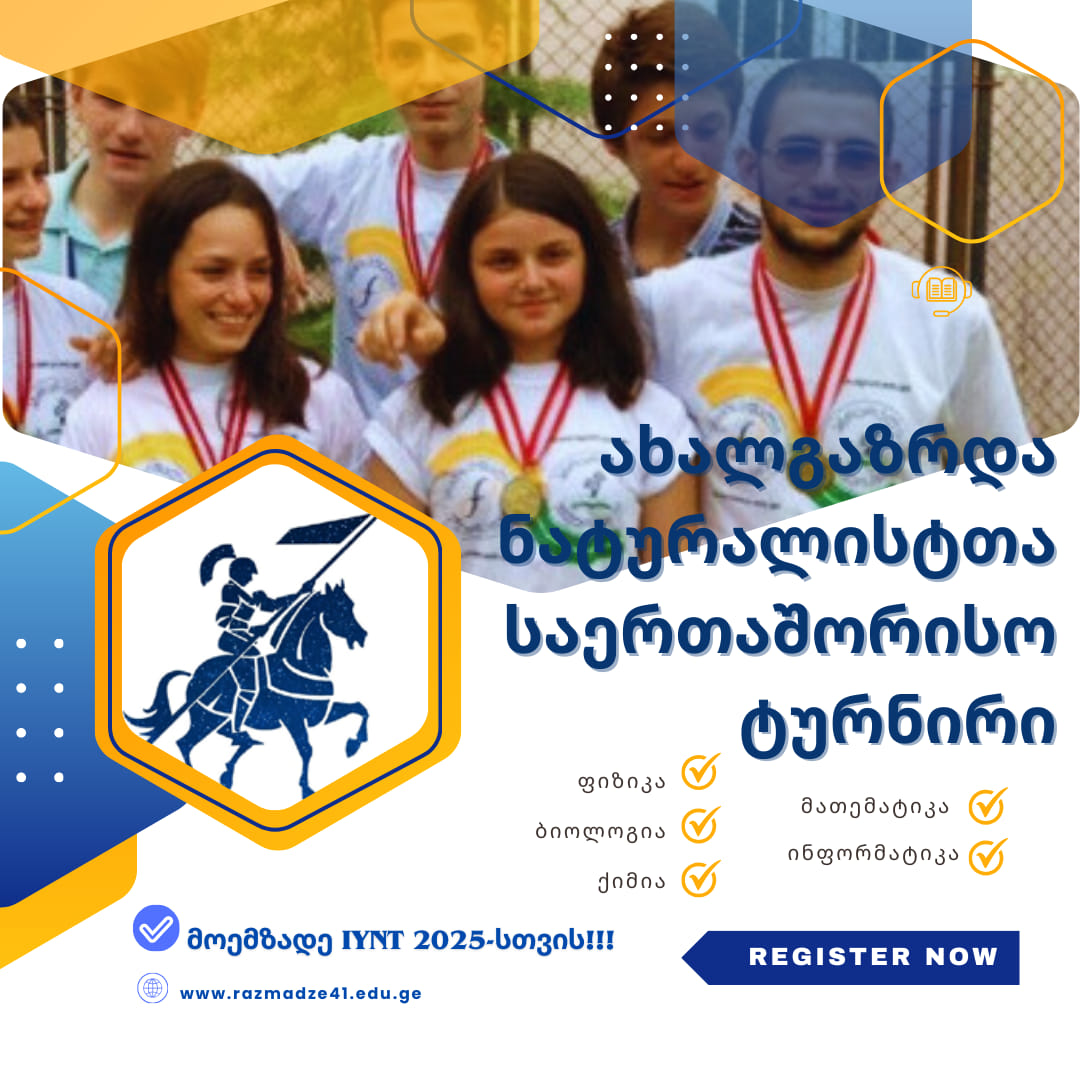 ახალგაზრდა
ნატურალისტთა
საერთაშორისო
ტურნირი
ფიზიკა
ბიოლოგია
ქიმია
მათემატიკა
ინფორმატიკა
მოემზადე IYNT 2025-სთვის!!!
www.razmadze41.edu.ge
REGISTER NOW